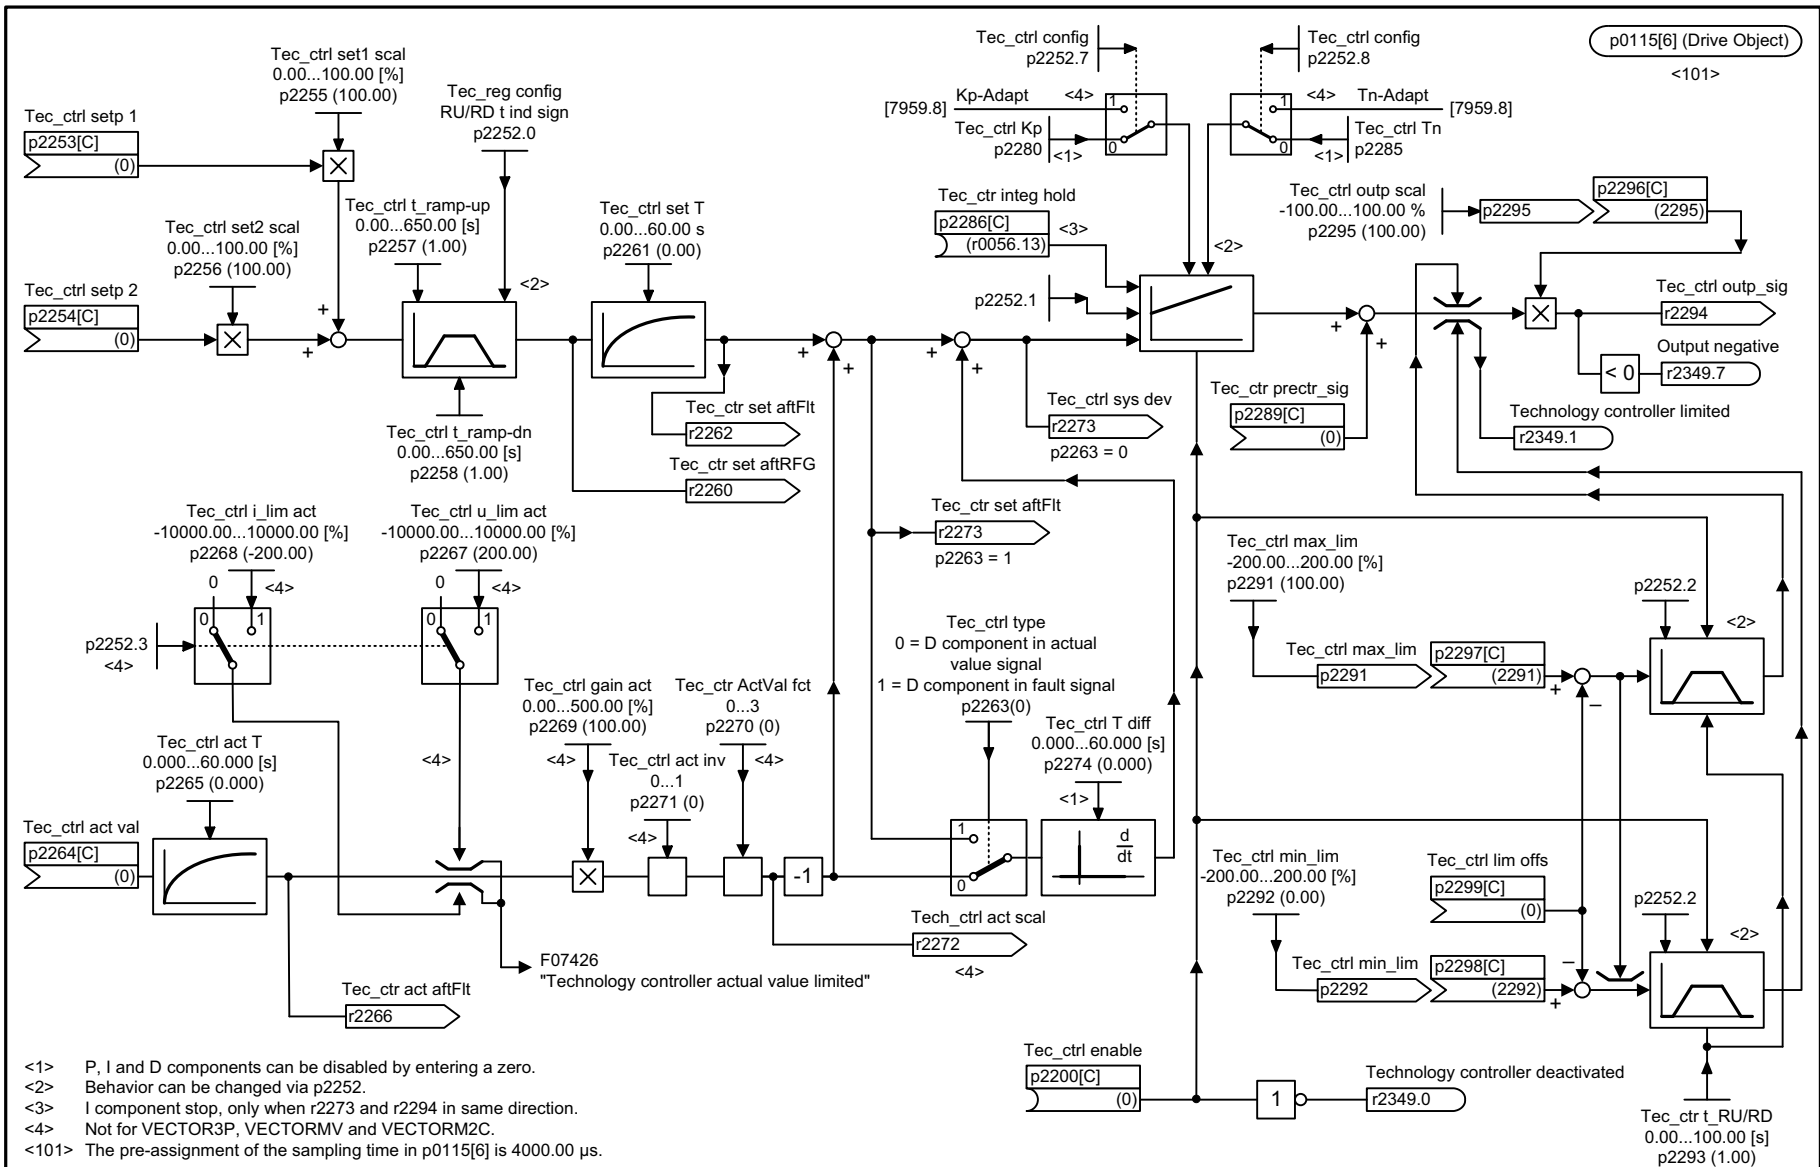 Tec_ctrl set1 scal
0.00...100.00 [%]
p2255 (100.00)
Tec_reg config
RU/RD t ind sign
p2252.0
Tec_ctrl config
p2252.7
Tec_ctrl config
p2252.8
p0115[6] (Drive Object)
<101>
[7959.8]
Kp-Adapt
<4>
1
0
Tec_ctrl Kp
p2280
<1>
1
0
<4>
Tn-Adapt
[7959.8]
<1>
Tec_ctrl Tn
p2285
Tec_ctrl setp 1
p2253[C]
(0)
Tec_ctrl set2 scal
0.00...100.00 [%]
p2256 (100.00)
Tec_ctrl t_ramp-up
0.00...650.00 [s]
p2257 (1.00)
<2>
Tec_ctrl set T
0.00...60.00 s
p2261 (0.00)
Tec_ctr integ hold
p2286[C]
(r0056.13)
<3>
<2>
p2252.1
Tec_ctrl outp scal
-100.00...100.00 %
p2295 (100.00)
p2295
p2296[C]
(2295)
Tec_ctrl setp 2
p2254[C]
(0)
+
+
Tec_ctrl t_ramp-dn
0.00...650.00 [s]
p2258 (1.00)
+
+
+
+
+
+
Tec_ctrl outp_sig
r2294
Output negative
< 0
r2349.7
Technology controller limited
r2349.1
Tec_ctr set aftFlt
r2262
Tec_ctr set aftRFG
r2260
Tec_ctrl sys dev
r2273
p2263 = 0
Tec_ctr prectr_sig
p2289[C]
(0)
Tec_ctr set aftFlt
r2273
p2263 = 1
Tec_ctrl i_lim act
-10000.00...10000.00 [%]
p2268 (-200.00)
0
<4>
0
1
Tec_ctrl u_lim act
-10000.00...10000.00 [%]
p2267 (200.00)
0
<4>
0
1
p2252.3
<4>
<4>
Tec_ctrl type
0 = D component in actual
value signal
1 = D component in fault signal
p2263(0)
Tec_ctrl max_lim
-200.00...200.00 [%]
p2291 (100.00)
Tec_ctrl max_lim
p2291
p2297[C]
(2291)
+
–
p2252.2
<2>
Tec_ctrl act T
0.000...60.000 [s]
p2265 (0.000)
Tec_ctrl gain act
0.00...500.00 [%]
p2269 (100.00)
<4>
Tec_ctrl act inv
0...1
p2271 (0)
<4>
Tec_ctr ActVal fct
0...3
p2270 (0)
<4>
Tec_ctrl T diff
0.000...60.000 [s]
p2274 (0.000)
<1>
Tec_ctrl act val
p2264[C]
(0)
-1
1
0
d
dt
Tec_ctrl min_lim
-200.00...200.00 [%]
p2292 (0.00)
Tec_ctrl lim offs
p2299[C]
(0)
p2252.2
<2>
Tech_ctrl act scal
r2272
<4>
F07426
"Technology controller actual value limited"
Tec_ctrl min_lim
p2292
p2298[C]
(2292)
–
+
Tec_ctr act aftFlt
r2266
Tec_ctrl enable
p2200[C]
(0)
1
Technology controller deactivated
r2349.0
Tec_ctr t_RU/RD
0.00...100.00 [s]
p2293 (1.00)
<1> P, I and D components can be disabled by entering a zero.
<2> Behavior can be changed via p2252.
<3> I component stop, only when r2273 and r2294 in same direction.
<4> Not for VECTOR3P, VECTORMV and VECTORM2C.
<101> The pre-assignment of the sampling time in p0115[6] is 4000.00 µs.